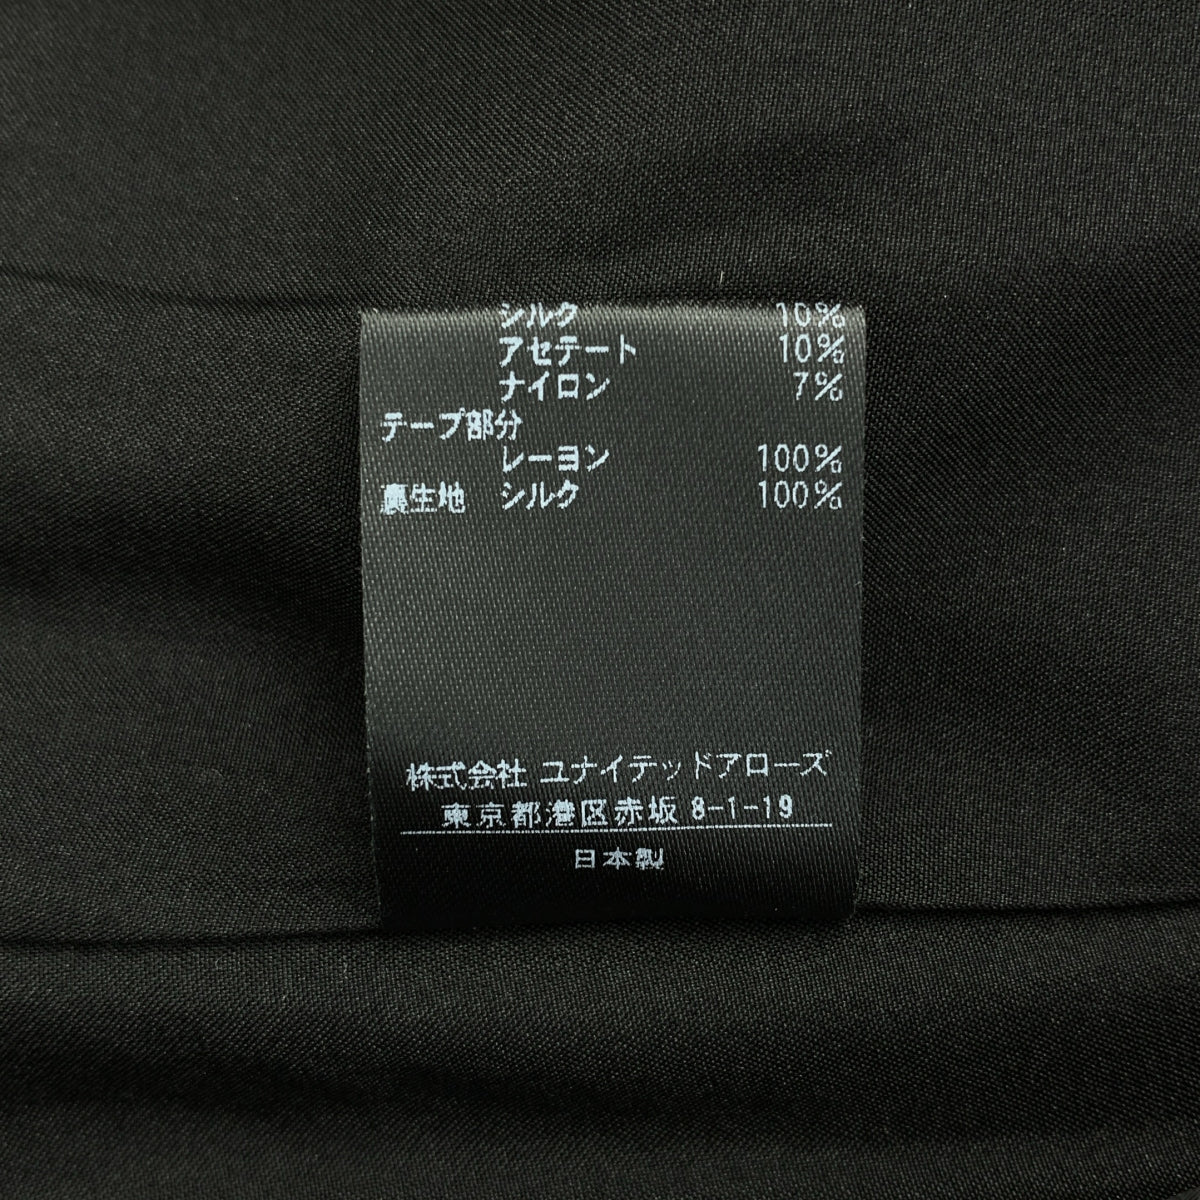 シルク 10%
アセテート 10%
ナイロン 7%
テープ部分
レーヨン 100%
裏生地 シルク 100%
株式会社 ユナイテッドアローズ
東京都港区赤坂 8-1-19
日本製